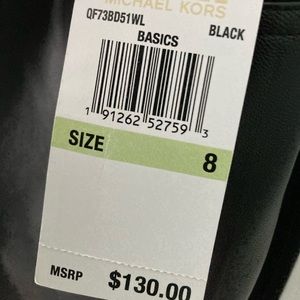 MICHAEL KORS
QF73BD51WL BLACK
BASICS
1 91262 52759 3
SIZE 8
MSRP $130.00